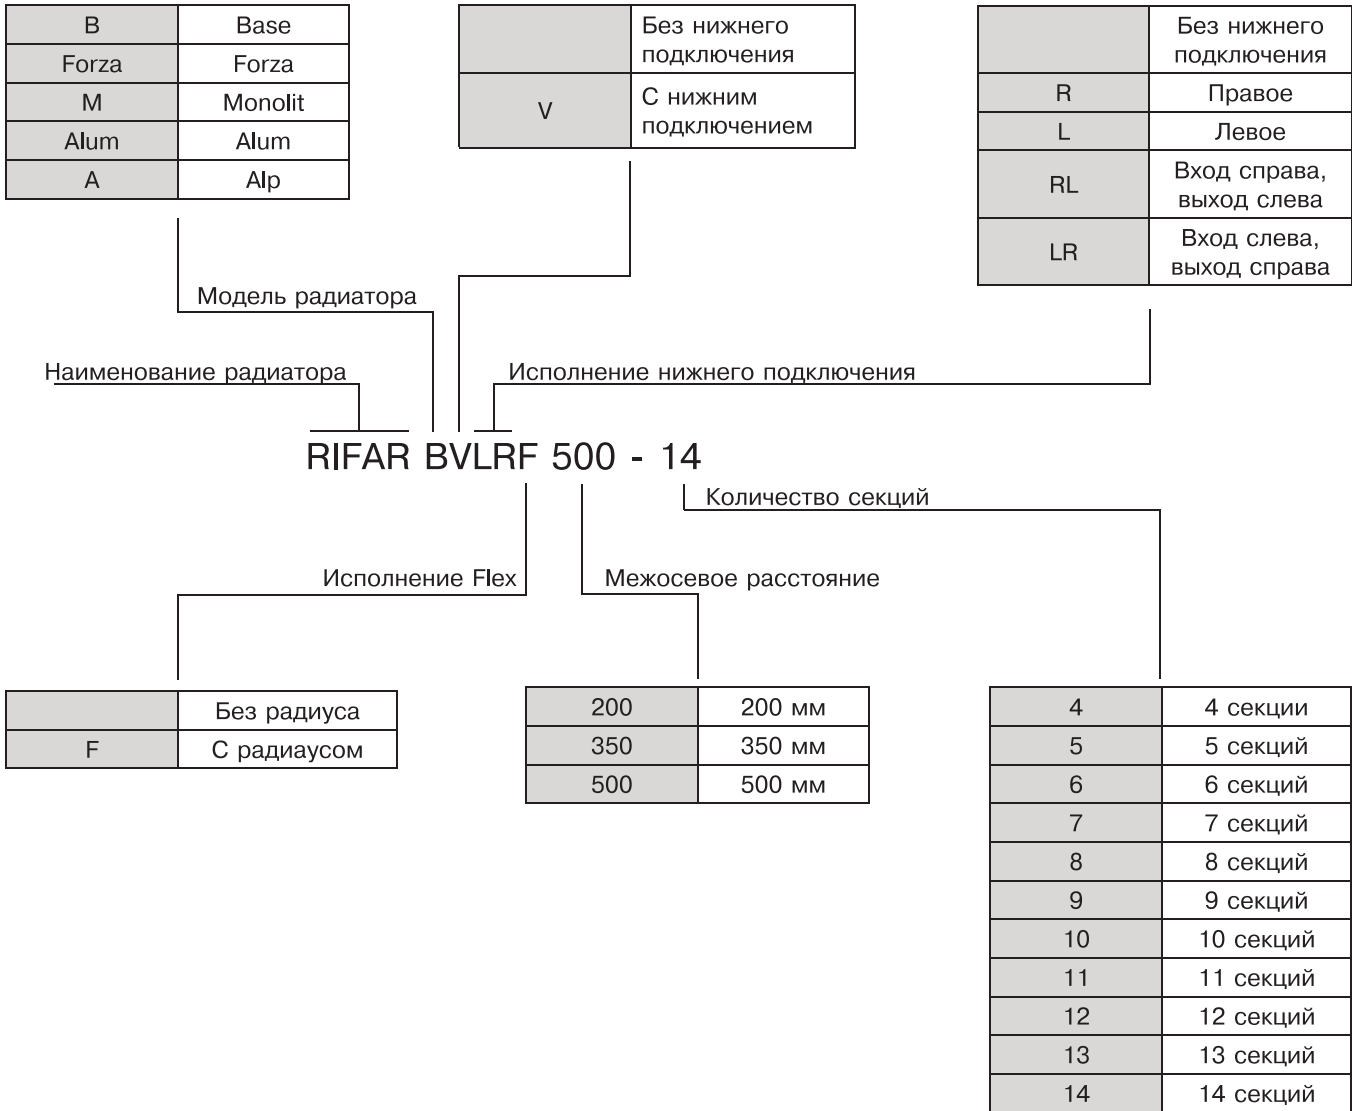 B Base
Forza Forza
M Monolit
Alum Alum
A Alp
Без нижнего
подключения
V С нижним
подключением
Без нижнего
подключения
R Правое
L Левое
RL Вход справа,
выход слева
LR Вход слева,
выход справа
Модель радиатора
Наименование радиатора
Исполнение нижнего подключения
RIFAR BVLRF 500 - 14
Количество секций
Исполнение Flex
Межосевое расстояние
Без радиуса
F С радиаусом
200 200 мм
350 350 мм
500 500 мм
4 4 секции
5 5 секций
6 6 секций
7 7 секций
8 8 секций
9 9 секций
10 10 секций
11 11 секций
12 12 секций
13 13 секций
14 14 секций